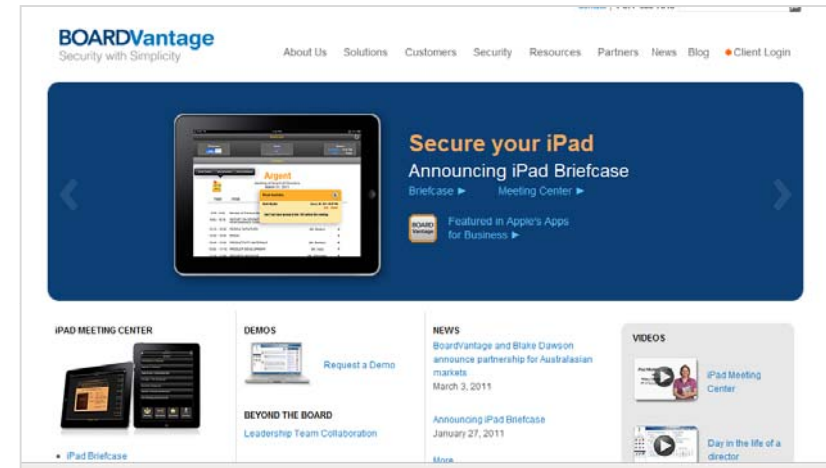 BOARDVantage
Security with Simplicity
About Us Solutions Customers Security Resources Partners News Blog Client Login
Secure your iPad
Announcing iPad Briefcase
Briefcase ► Meeting Center ►
Featured in Apple's Apps
for Business ►
BOARD
Vantage
Argent
iPAD MEETING CENTER
iPad Briefcase
DEMOS
Request a Demo
BEYOND THE BOARD
Leadership Team Collaboration
NEWS
BoardVantage and Blake Dawson
announce partnership for Australasian
markets
March 3, 2011
Announcing iPad Briefcase
January 27, 2011
More
VIDEOS
iPad Meeting
Center
Day in the life of a
director